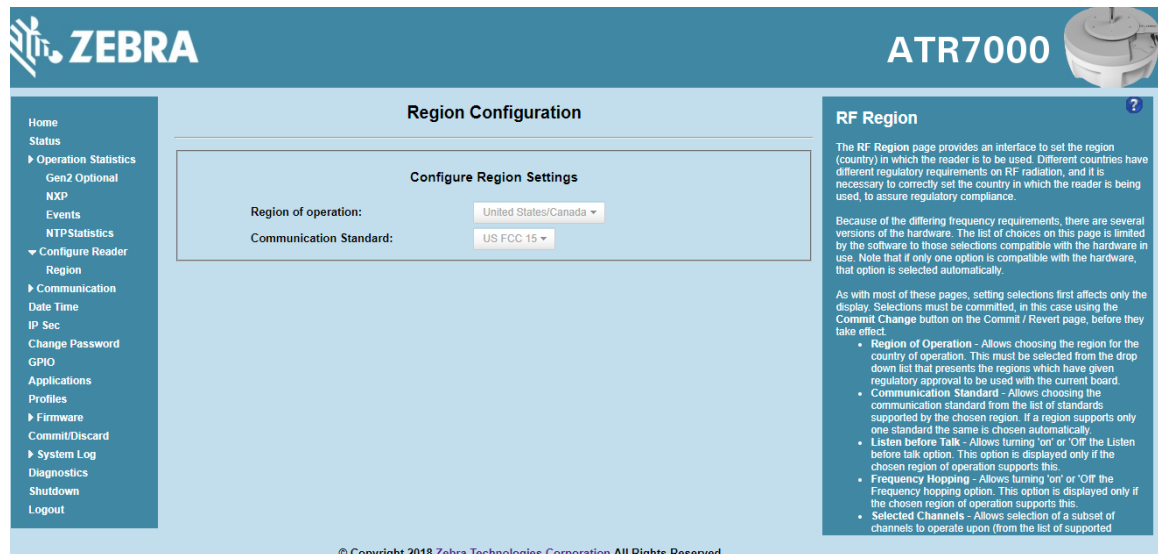 ZEBRA
ATR7000
Home
Status
Operation Statistics
Gen2 Optional
NXP
Events
NTPStatistics
Configure Reader
Region
Communication
Date Time
IP Sec
Change Password
GPIO
Applications
Profiles
Firmware
Commit/Discard
System Log
Diagnostics
Shutdown
Logout
Region Configuration
Configure Region Settings
Region of operation: United States/Canada
Communication Standard: US FCC 15
?
RF Region
The RF Region page provides an interface to set the region
(country) in which the reader is to be used. Different countries have
different regulatory requirements on RF radiation, and it is
necessary to correctly set the country in which the reader is being
used, to assure regulatory compliance.
Because of the differing frequency requirements, there are several
versions of the hardware. The list of choices on this page is limited
by the software to those selections compatible with the hardware in
use. Note that if only one option is compatible with the hardware,
that option is selected automatically.
As with most of these pages, setting selections first affects only the
display. Selections must be committed, in this case using the
Commit Change button on the Commit / Revert page, before they
take effect.
• Region of Operation - Allows choosing the region for the
country of operation. This must be selected from the drop
down list that presents the regions which have given
regulatory approval to be used with the current board.
• Communication Standard - Allows choosing the
communication standard from the list of standards
supported by the chosen region. If a region supports only
one standard the same is chosen automatically.
• Listen before Talk - Allows turning 'on' or 'Off' the Listen
before talk option. This option is displayed only if the
chosen region of operation supports this.
• Frequency Hopping - Allows turning 'on' or 'Off' the
Frequency hopping option. This option is displayed only if
the chosen region of operation supports this.
• Selected Channels - Allows selection of a subset of
channels to operate upon (from the list of supported
© Copyright 2018 Zebra Technologies Corporation All Rights Reserved